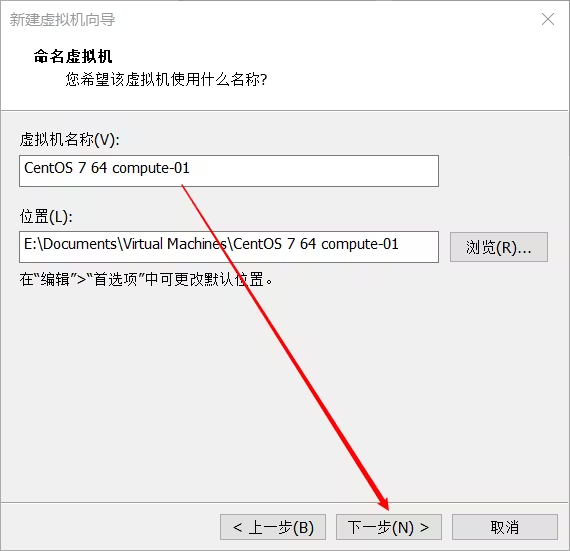 新建虚拟机向导
命名虚拟机
您希望该虚拟机使用什么名称?
虚拟机名称(V):
CentOS 7 64 compute-01
位置(L):
E:\Documents\Virtual Machines\CentOS 7 64 compute-01
浏览(R)...
在“编辑”>“首选项”中可更改默认位置。
< 上一步(B)
下一步(N) >
取消